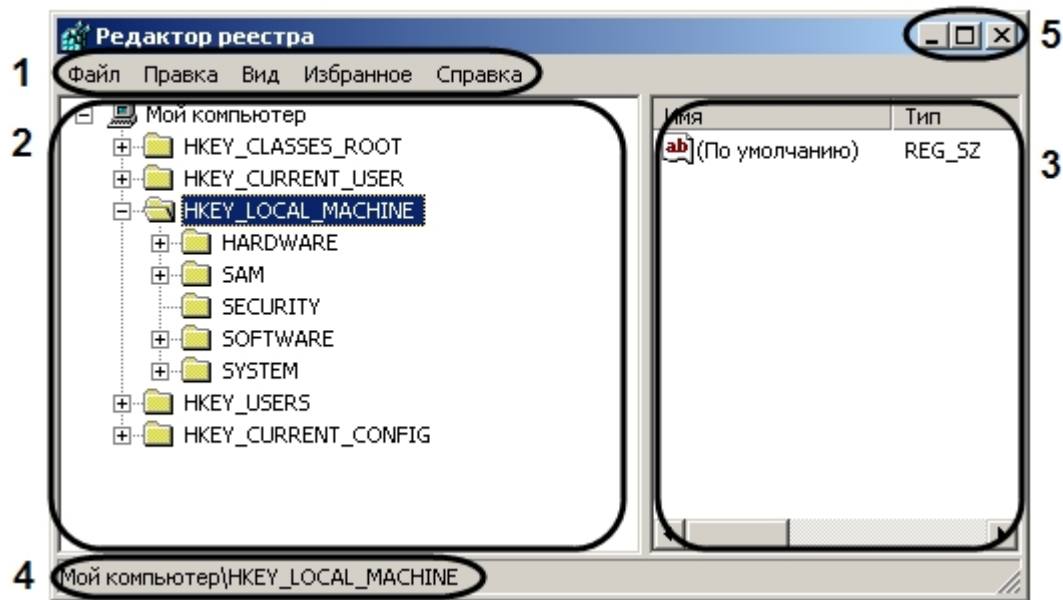 Редактор реестра
5
1
Файл Правка Вид Избранное Справка
2
Мой компьютер
HKEY_CLASSES_ROOT
HKEY_CURRENT_USER
HKEY_LOCAL_MACHINE
HARDWARE
SAM
SECURITY
SOFTWARE
SYSTEM
HKEY_USERS
HKEY_CURRENT_CONFIG
Имя Тип
ab (По умолчанию) REG_SZ
3
4
Мой компьютер\HKEY_LOCAL_MACHINE